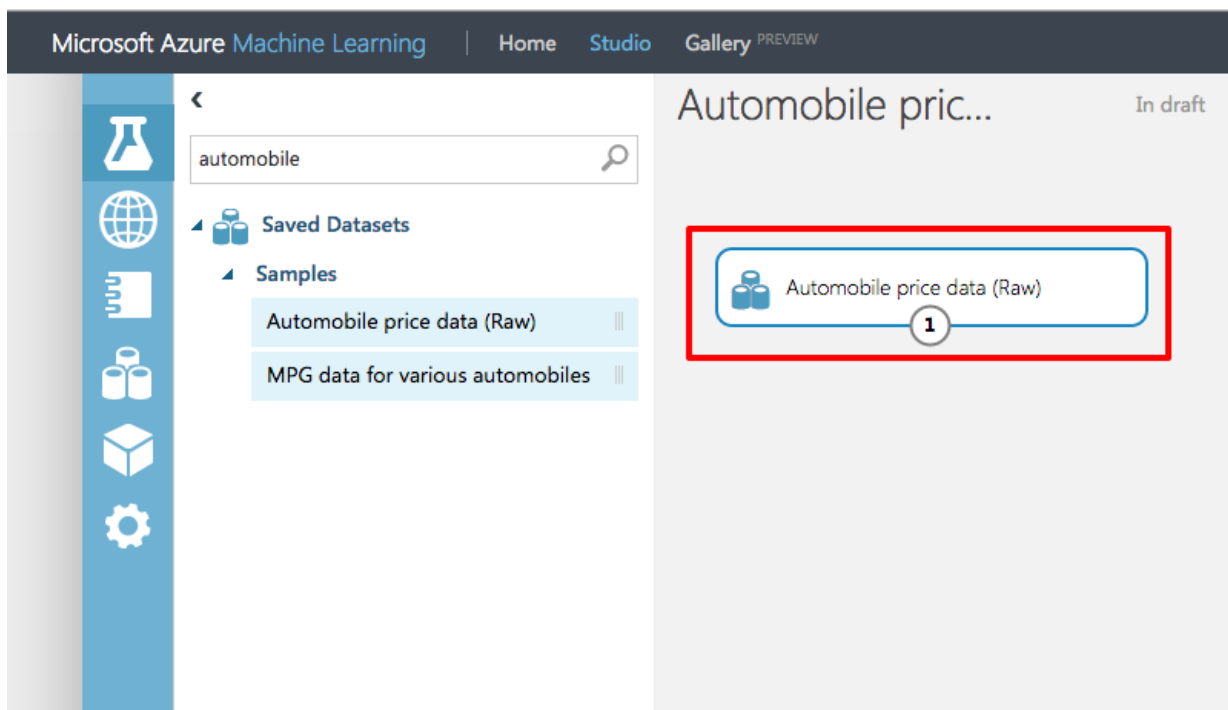 Microsoft Azure Machine Learning | Home Studio Gallery PREVIEW
automobile
Saved Datasets
Samples
Automobile price data (Raw)
MPG data for various automobiles
Automobile pric... In draft
Automobile price data (Raw)
1